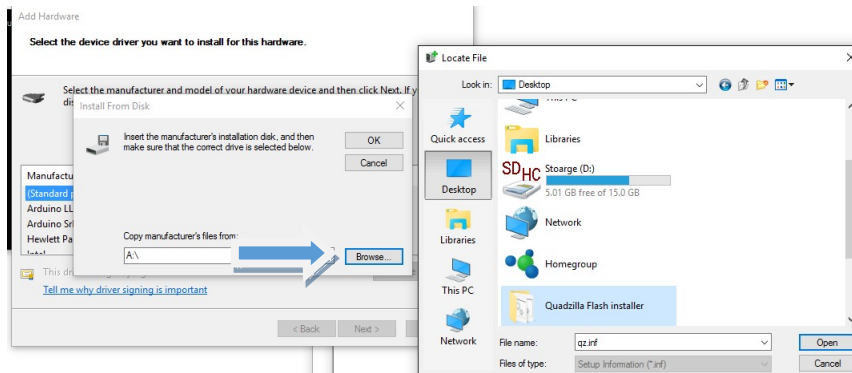 Add Hardware
Select the device driver you want to install for this hardware.
Select the manufacturer and model of your hardware device and then click Next. If
Install From Disk
Insert the manufacturer's installation disk, and then
make sure that the correct drive is selected below.
OK
Cancel
Manufactu
(Standard
Arduino LL
Arduino Srl
Hewlett Pa
Copy manufacturer's files from:
A:\
Browse...
This
Tell me why driver signing is important
< Back
Next >
Locate File
Look in:
Desktop
Quick access
Desktop
Libraries
This PC
Network
This PC
Libraries
SDHC
Stoarge (D:)
5.01 GB free of 15.0 GB
Network
Homegroup
Quadzilla Flash installer
File name:
qz.inf
Open
Files of type:
Setup Information (*.inf)
Cancel